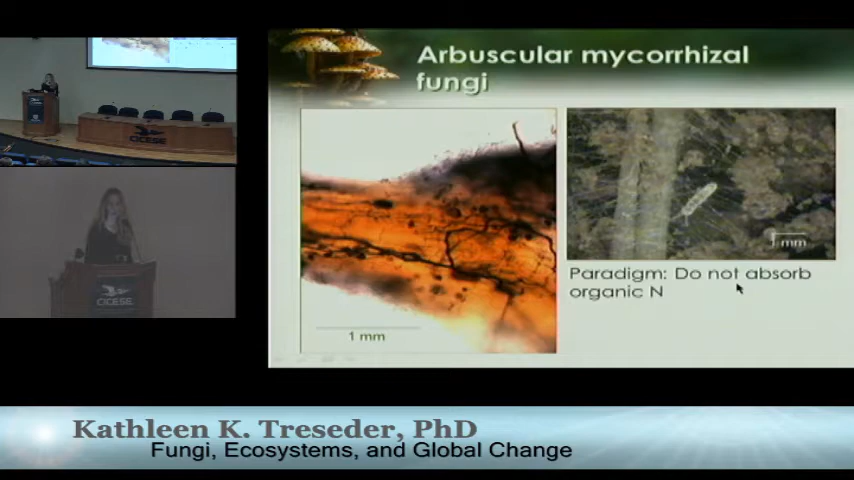 Arbuscular mycorrhizal
fungi
1 mm
1 mm
Paradigm: Do not absorb
organic N
CICESE
CICESE
Kathleen K. Treseder, PhD
Fungi, Ecosystems, and Global Change